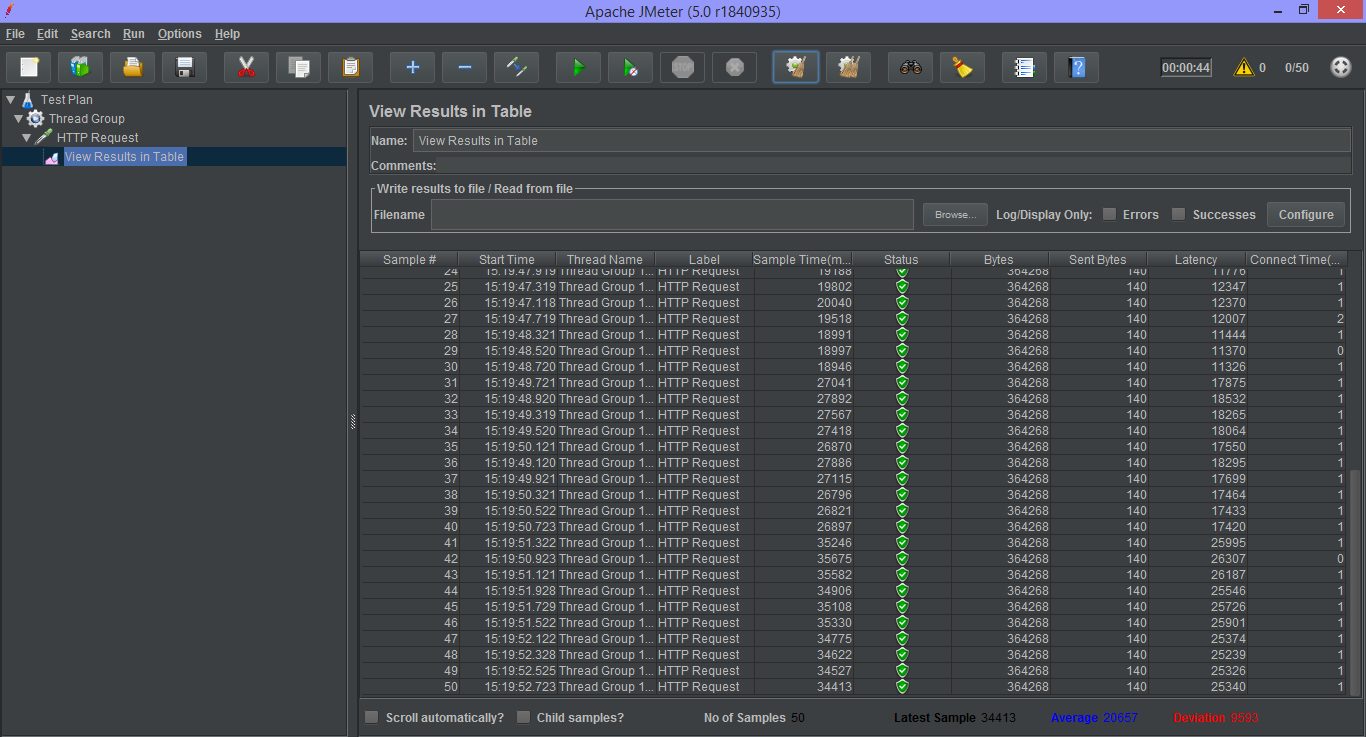 Apache JMeter (5.0 r1840935)
File Edit Search Run Options Help
STOP 00:00:44 0 0/50
Test Plan
Thread Group
HTTP Request
View Results in Table
View Results in Table
Name: View Results in Table
Comments:
Write results to file / Read from file
Filename Browse... Log/Display Only: Errors Successes Configure
Sample # Start Time Thread Name Label Sample Time(m... Status Bytes Sent Bytes Latency Connect Time(...
24 15:19:47.919 Thread Group 1... HTTP Request 19188 364268 140 11776 1
25 15:19:47.319 Thread Group 1... HTTP Request 19802 364268 140 12347 1
26 15:19:47.118 Thread Group 1... HTTP Request 20040 364268 140 12370 1
27 15:19:47.719 Thread Group 1... HTTP Request 19518 364268 140 12007 2
28 15:19:48.321 Thread Group 1... HTTP Request 18991 364268 140 11444 1
29 15:19:48.520 Thread Group 1... HTTP Request 18997 364268 140 11370 0
30 15:19:48.720 Thread Group 1... HTTP Request 18946 364268 140 11326 1
31 15:19:49.721 Thread Group 1... HTTP Request 27041 364268 140 17875 1
32 15:19:48.920 Thread Group 1... HTTP Request 27892 364268 140 18532 1
33 15:19:49.319 Thread Group 1... HTTP Request 27567 364268 140 18265 1
34 15:19:49.520 Thread Group 1... HTTP Request 27418 364268 140 18064 1
35 15:19:50.121 Thread Group 1... HTTP Request 26870 364268 140 17550 1
36 15:19:49.120 Thread Group 1... HTTP Request 27886 364268 140 18295 1
37 15:19:49.921 Thread Group 1... HTTP Request 27115 364268 140 17699 1
38 15:19:50.321 Thread Group 1... HTTP Request 26796 364268 140 17464 1
39 15:19:50.522 Thread Group 1... HTTP Request 26821 364268 140 17433 1
40 15:19:50.723 Thread Group 1... HTTP Request 26897 364268 140 17420 1
41 15:19:51.322 Thread Group 1... HTTP Request 35246 364268 140 25995 1
42 15:19:50.923 Thread Group 1... HTTP Request 35675 364268 140 26307 0
43 15:19:51.121 Thread Group 1... HTTP Request 35582 364268 140 26187 1
44 15:19:51.928 Thread Group 1... HTTP Request 34906 364268 140 25546 1
45 15:19:51.729 Thread Group 1... HTTP Request 35108 364268 140 25726 1
46 15:19:51.522 Thread Group 1... HTTP Request 35330 364268 140 25901 1
47 15:19:52.122 Thread Group 1... HTTP Request 34775 364268 140 25374 1
48 15:19:52.328 Thread Group 1... HTTP Request 34622 364268 140 25239 1
49 15:19:52.525 Thread Group 1... HTTP Request 34527 364268 140 25326 1
50 15:19:52.723 Thread Group 1... HTTP Request 34413 364268 140 25340 1
Scroll automatically? Child samples? No of Samples 50 Latest Sample 34413 Average 20657 Deviation 9593